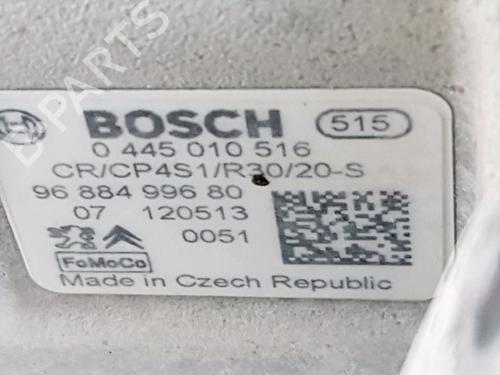 B-PARTS
BOSCH 515
0 445 010 516
CR/CP4S1/R30/20-S
96 884 996 80
07 120513
0051
FoMoCo
Made in Czech Republic